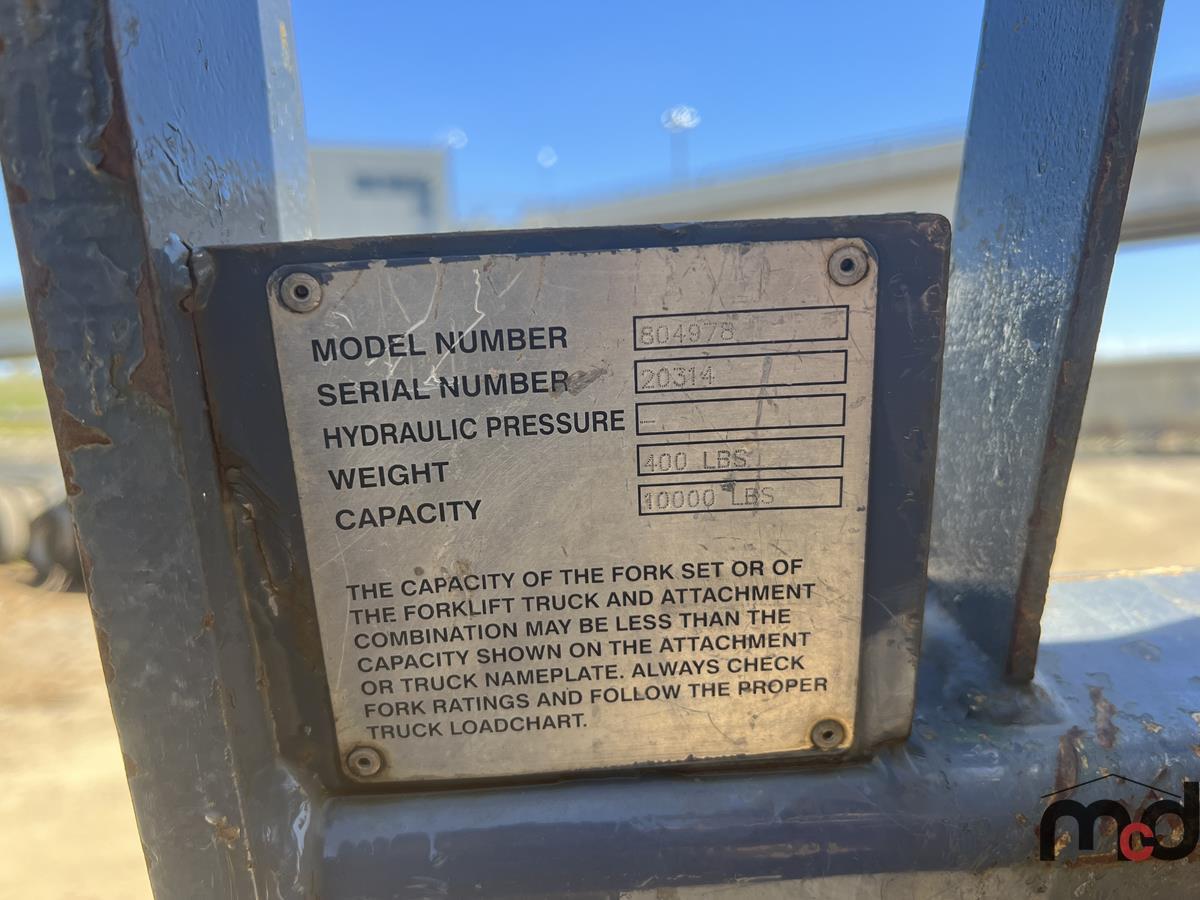 MODEL NUMBER 804978
SERIAL NUMBER 20314
HYDRAULIC PRESSURE —
WEIGHT 400 LBS
CAPACITY 10000 LBS
THE CAPACITY OF THE FORK SET OR OF
THE FORKLIFT TRUCK AND ATTACHMENT
COMBINATION MAY BE LESS THAN THE
CAPACITY SHOWN ON THE ATTACHMENT
OR TRUCK NAMEPLATE. ALWAYS CHECK
FORK RATINGS AND FOLLOW THE PROPER
TRUCK LOADCHART.
mcd